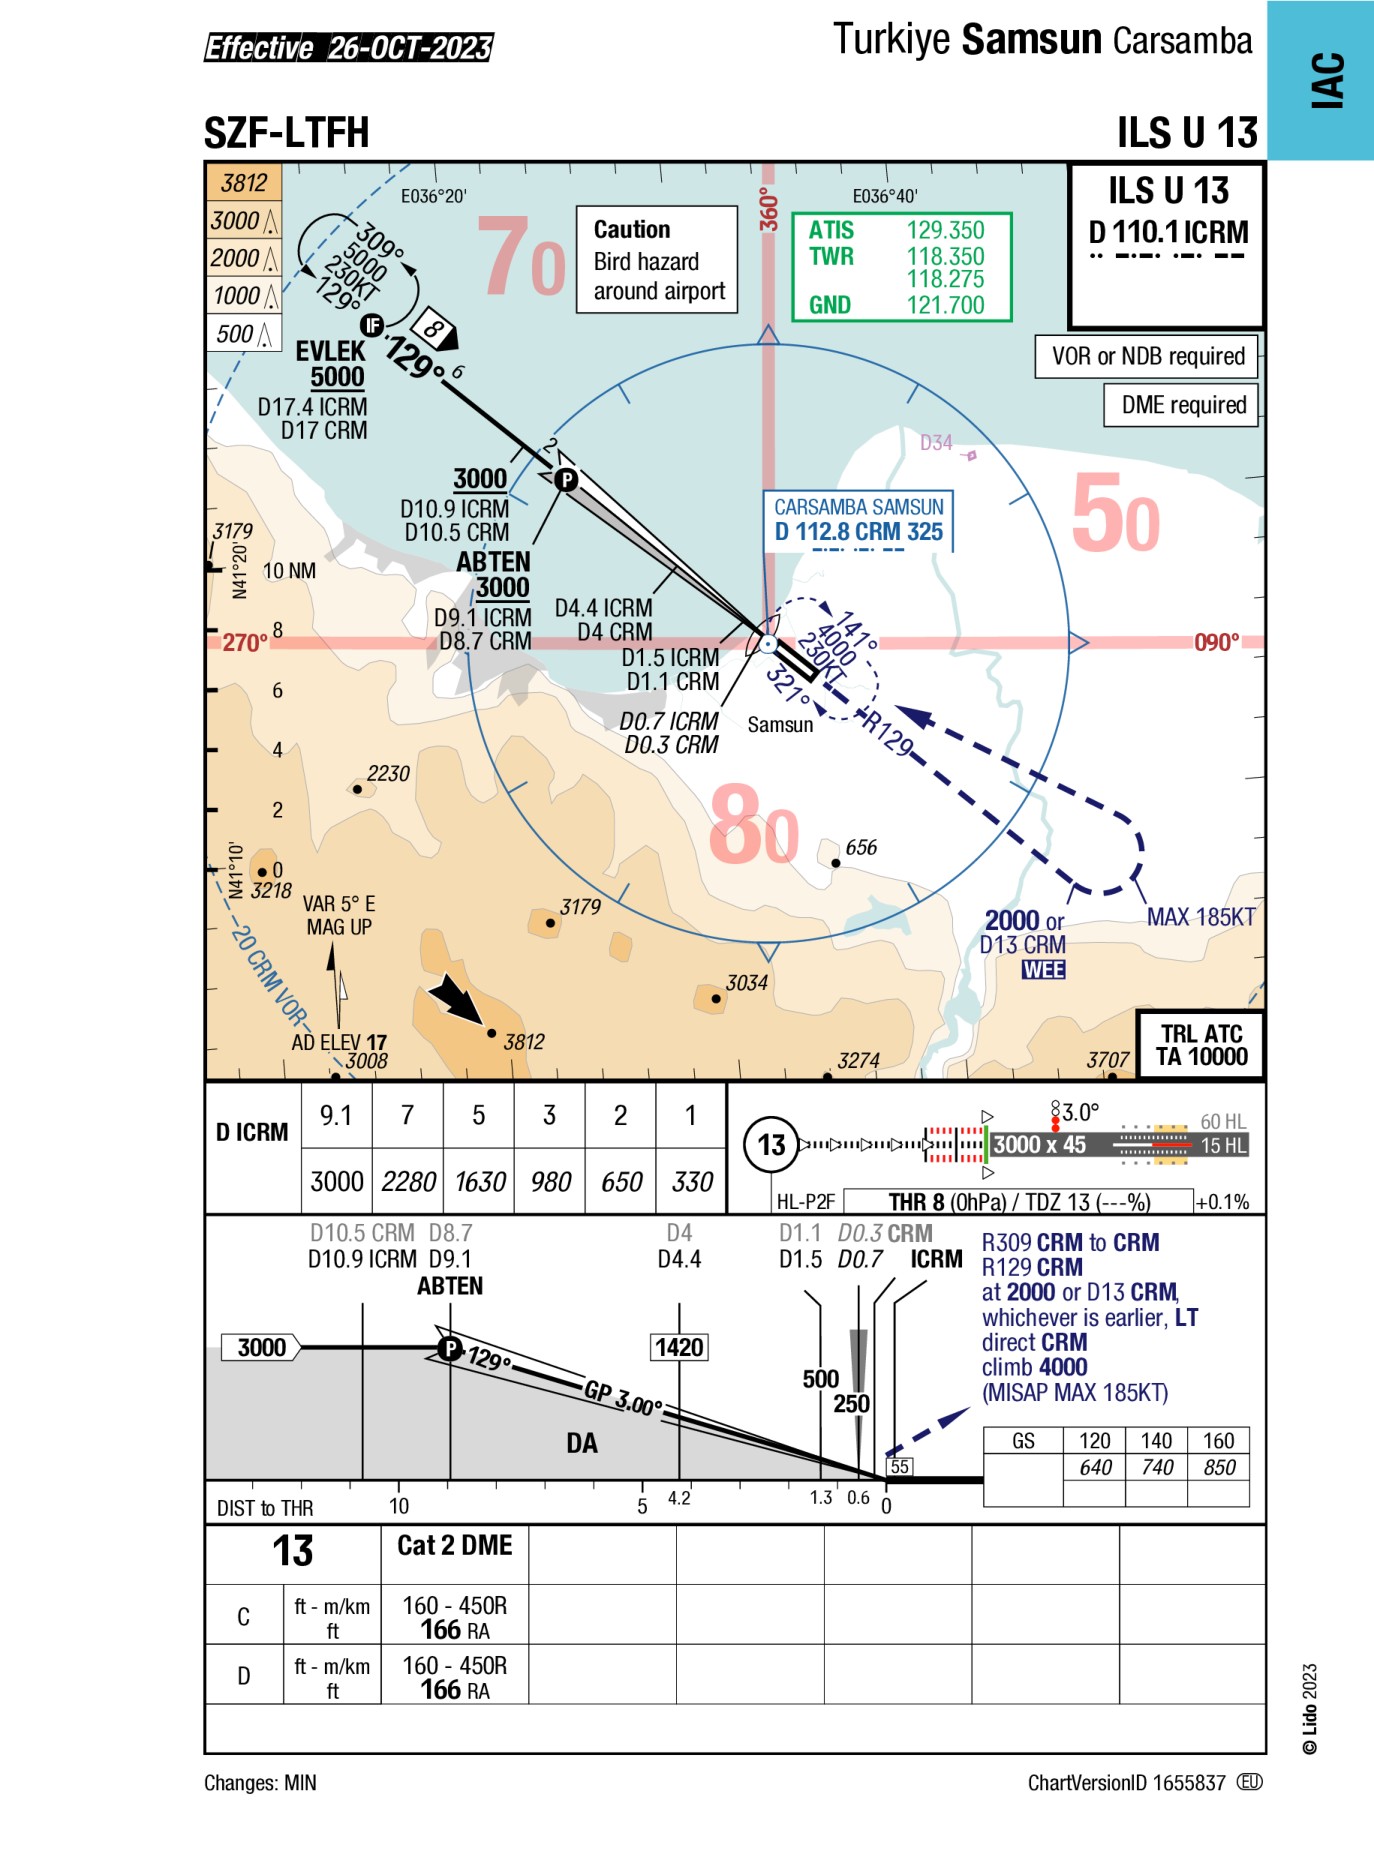 Effective 26-OCT-2023
Turkiye Samsun Carsamba
IAC
SZF-LTFH
ILS U 13
3812
3000
2000
1000
500
E036°20'
E036°40'
360°
70
Caution
Bird hazard
around airport
ATIS 129.350
TWR 118.350
118.275
GND 121.700
ILS U 13
D 110.1 ICRM
VOR or NDB required
DME required
309°
5000
230KT
129°
IF
8
129°
6
EVLEK
5000
D17.4 ICRM
D17 CRM
2
P
3000
D10.9 ICRM
D10.5 CRM
ABTEN
3000
D9.1 ICRM
D8.7 CRM
D34
50
CARSAMBA SAMSUN
D 112.8 CRM 325
3179
N41°20'
10 NM
8
6
4
2
0
270°
090°
D4.4 ICRM
D4 CRM
D1.5 ICRM
D1.1 CRM
D0.7 ICRM
D0.3 CRM
141°
4000
230KT
321°
Samsun
R129
2230
80
656
N41°10'
3218
VAR 5° E
MAG UP
3179
2000 or
D13 CRM
WEE
MAX 185KT
20 CRM VOR
3034
3812
AD ELEV 17
3008
3274
3707
TRL ATC
TA 10000
D ICRM
9.1 7 5 3 2 1
3000 2280 1630 980 650 330
13
3.0°
3000 x 45
60 HL
15 HL
HL-P2F
THR 8 (0hPa) / TDZ 13 (---%)
+0.1%
D10.5 CRM D8.7 D4 D1.1 D0.3 CRM
D10.9 ICRM D9.1 D4.4 D1.5 D0.7 ICRM
ABTEN
3000
P
129°
GP 3.00°
1420
500
250
DA
55
R309 CRM to CRM
R129 CRM
at 2000 or D13 CRM,
whichever is earlier, LT
direct CRM
climb 4000
(MISAP MAX 185KT)
GS 120 140 160
640 740 850
DIST to THR 10 5 4.2 1.3 0.6 0
13 Cat 2 DME
C ft - m/km 160 - 450R
ft 166 RA
D ft - m/km 160 - 450R
ft 166 RA
© Lido 2023
Changes: MIN
ChartVersionID 1655837 EU